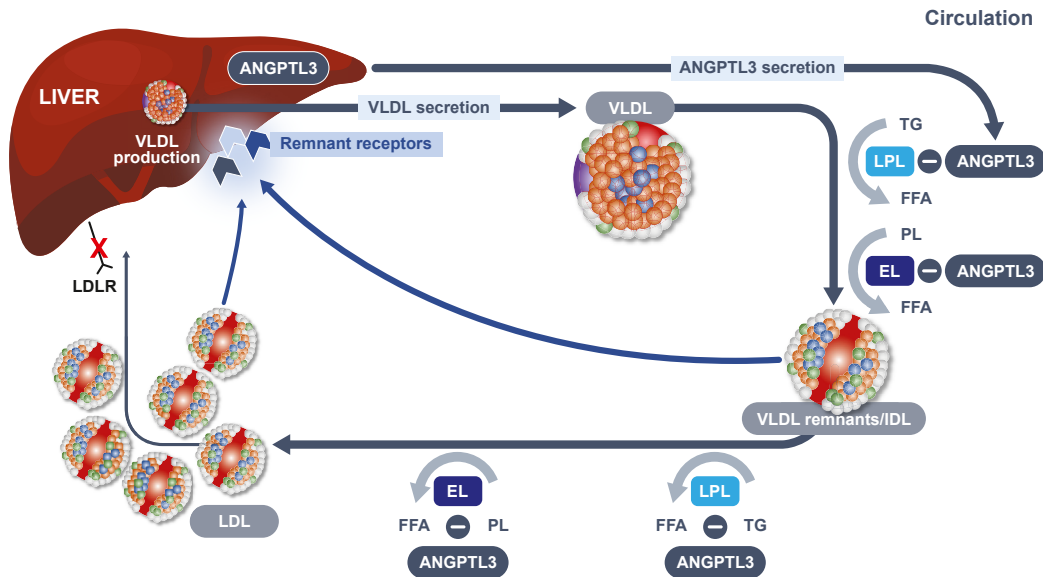 Circulation
ANGPTL3
ANGPTL3 secretion
LIVER
VLDL secretion
VLDL
VLDL
production
Remnant receptors
TG
LPL
ANGPTL3
FFA
PL
EL
ANGPTL3
FFA
X
LDLR
VLDL remnants/IDL
LDL
EL
FFA
PL
ANGPTL3
LPL
FFA
TG
ANGPTL3